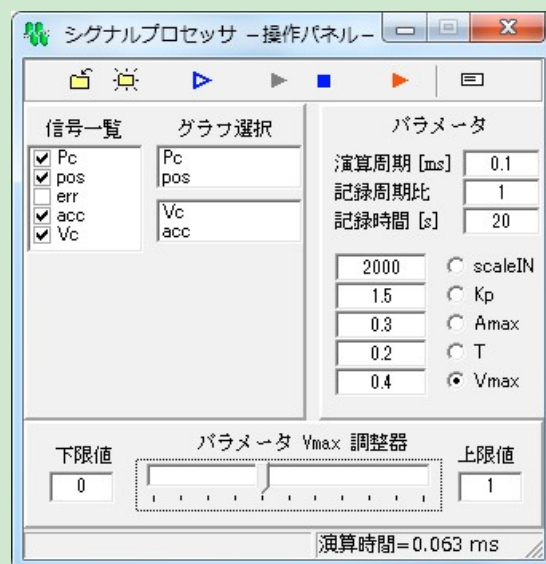 シグナルプロセッサ －操作パネル－
信号一覧
Pc
pos
err
acc
Vc
グラフ選択
Pc
pos
Vc
acc
パラメータ
演算周期 [ms] 0.1
記録周期比 1
記録時間 [s] 20
2000 scaleIN
1.5 Kp
0.3 Amax
0.2 T
0.4 Vmax
パラメータ Vmax 調整器
下限値
0
上限値
1
演算時間=0.063 ms